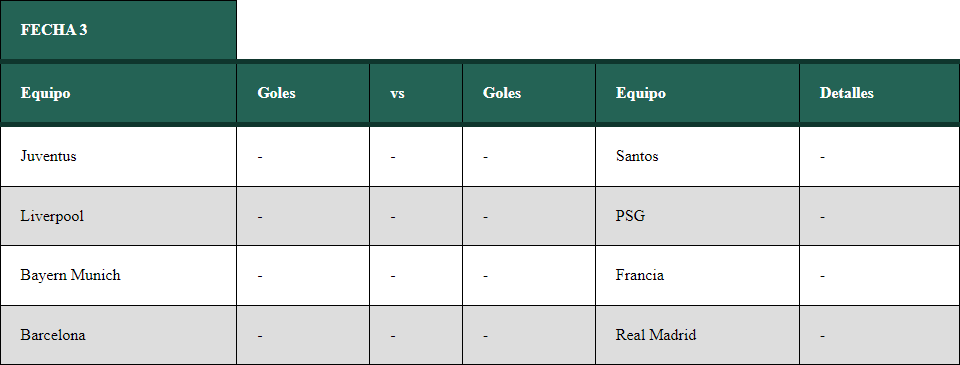 FECHA 3
Equipo Goles vs Goles Equipo Detalles
Juventus - - - Santos -
Liverpool - - - PSG -
Bayern Munich - - - Francia -
Barcelona - - - Real Madrid -